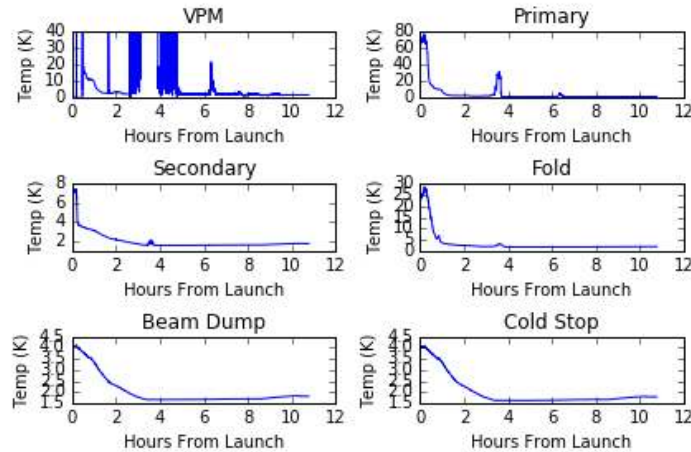 VPM Primary
Temp (K) 40 30 20 10 0 Temp (K) 80 60 40 20 0
0 2 4 6 8 10 12 0 2 4 6 8 10 12
Hours From Launch Hours From Launch
Secondary Fold
Temp (K) 8 6 4 2 Temp (K) 30 25 20 15 10 5 0
0 2 4 6 8 10 12 0 2 4 6 8 10 12
Hours From Launch Hours From Launch
Beam Dump Cold Stop
Temp (K) 4.5 4.0 3.5 3.0 2.5 2.0 1.5 Temp (K) 4.5 4.0 3.5 3.0 2.5 2.0 1.5
0 2 4 6 8 10 12 0 2 4 6 8 10 12
Hours From Launch Hours From Launch